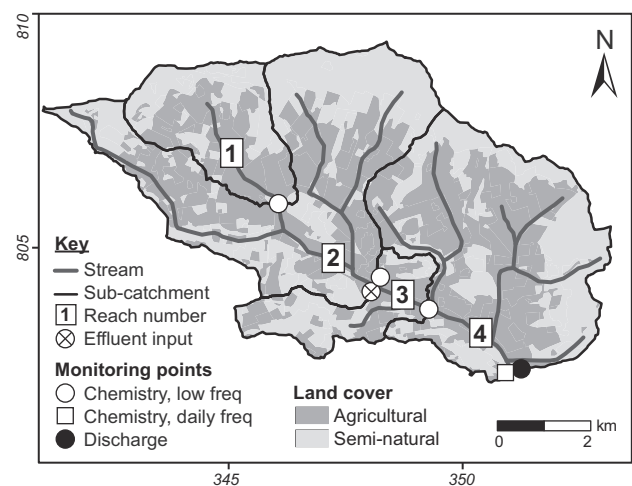 810
N
1
805
2
3
4
Key
Stream
Sub-catchment
1 Reach number
Effluent input
Monitoring points
Chemistry, low freq
Chemistry, daily freq
Discharge
Land cover
Agricultural
Semi-natural
km
0 2
345 350